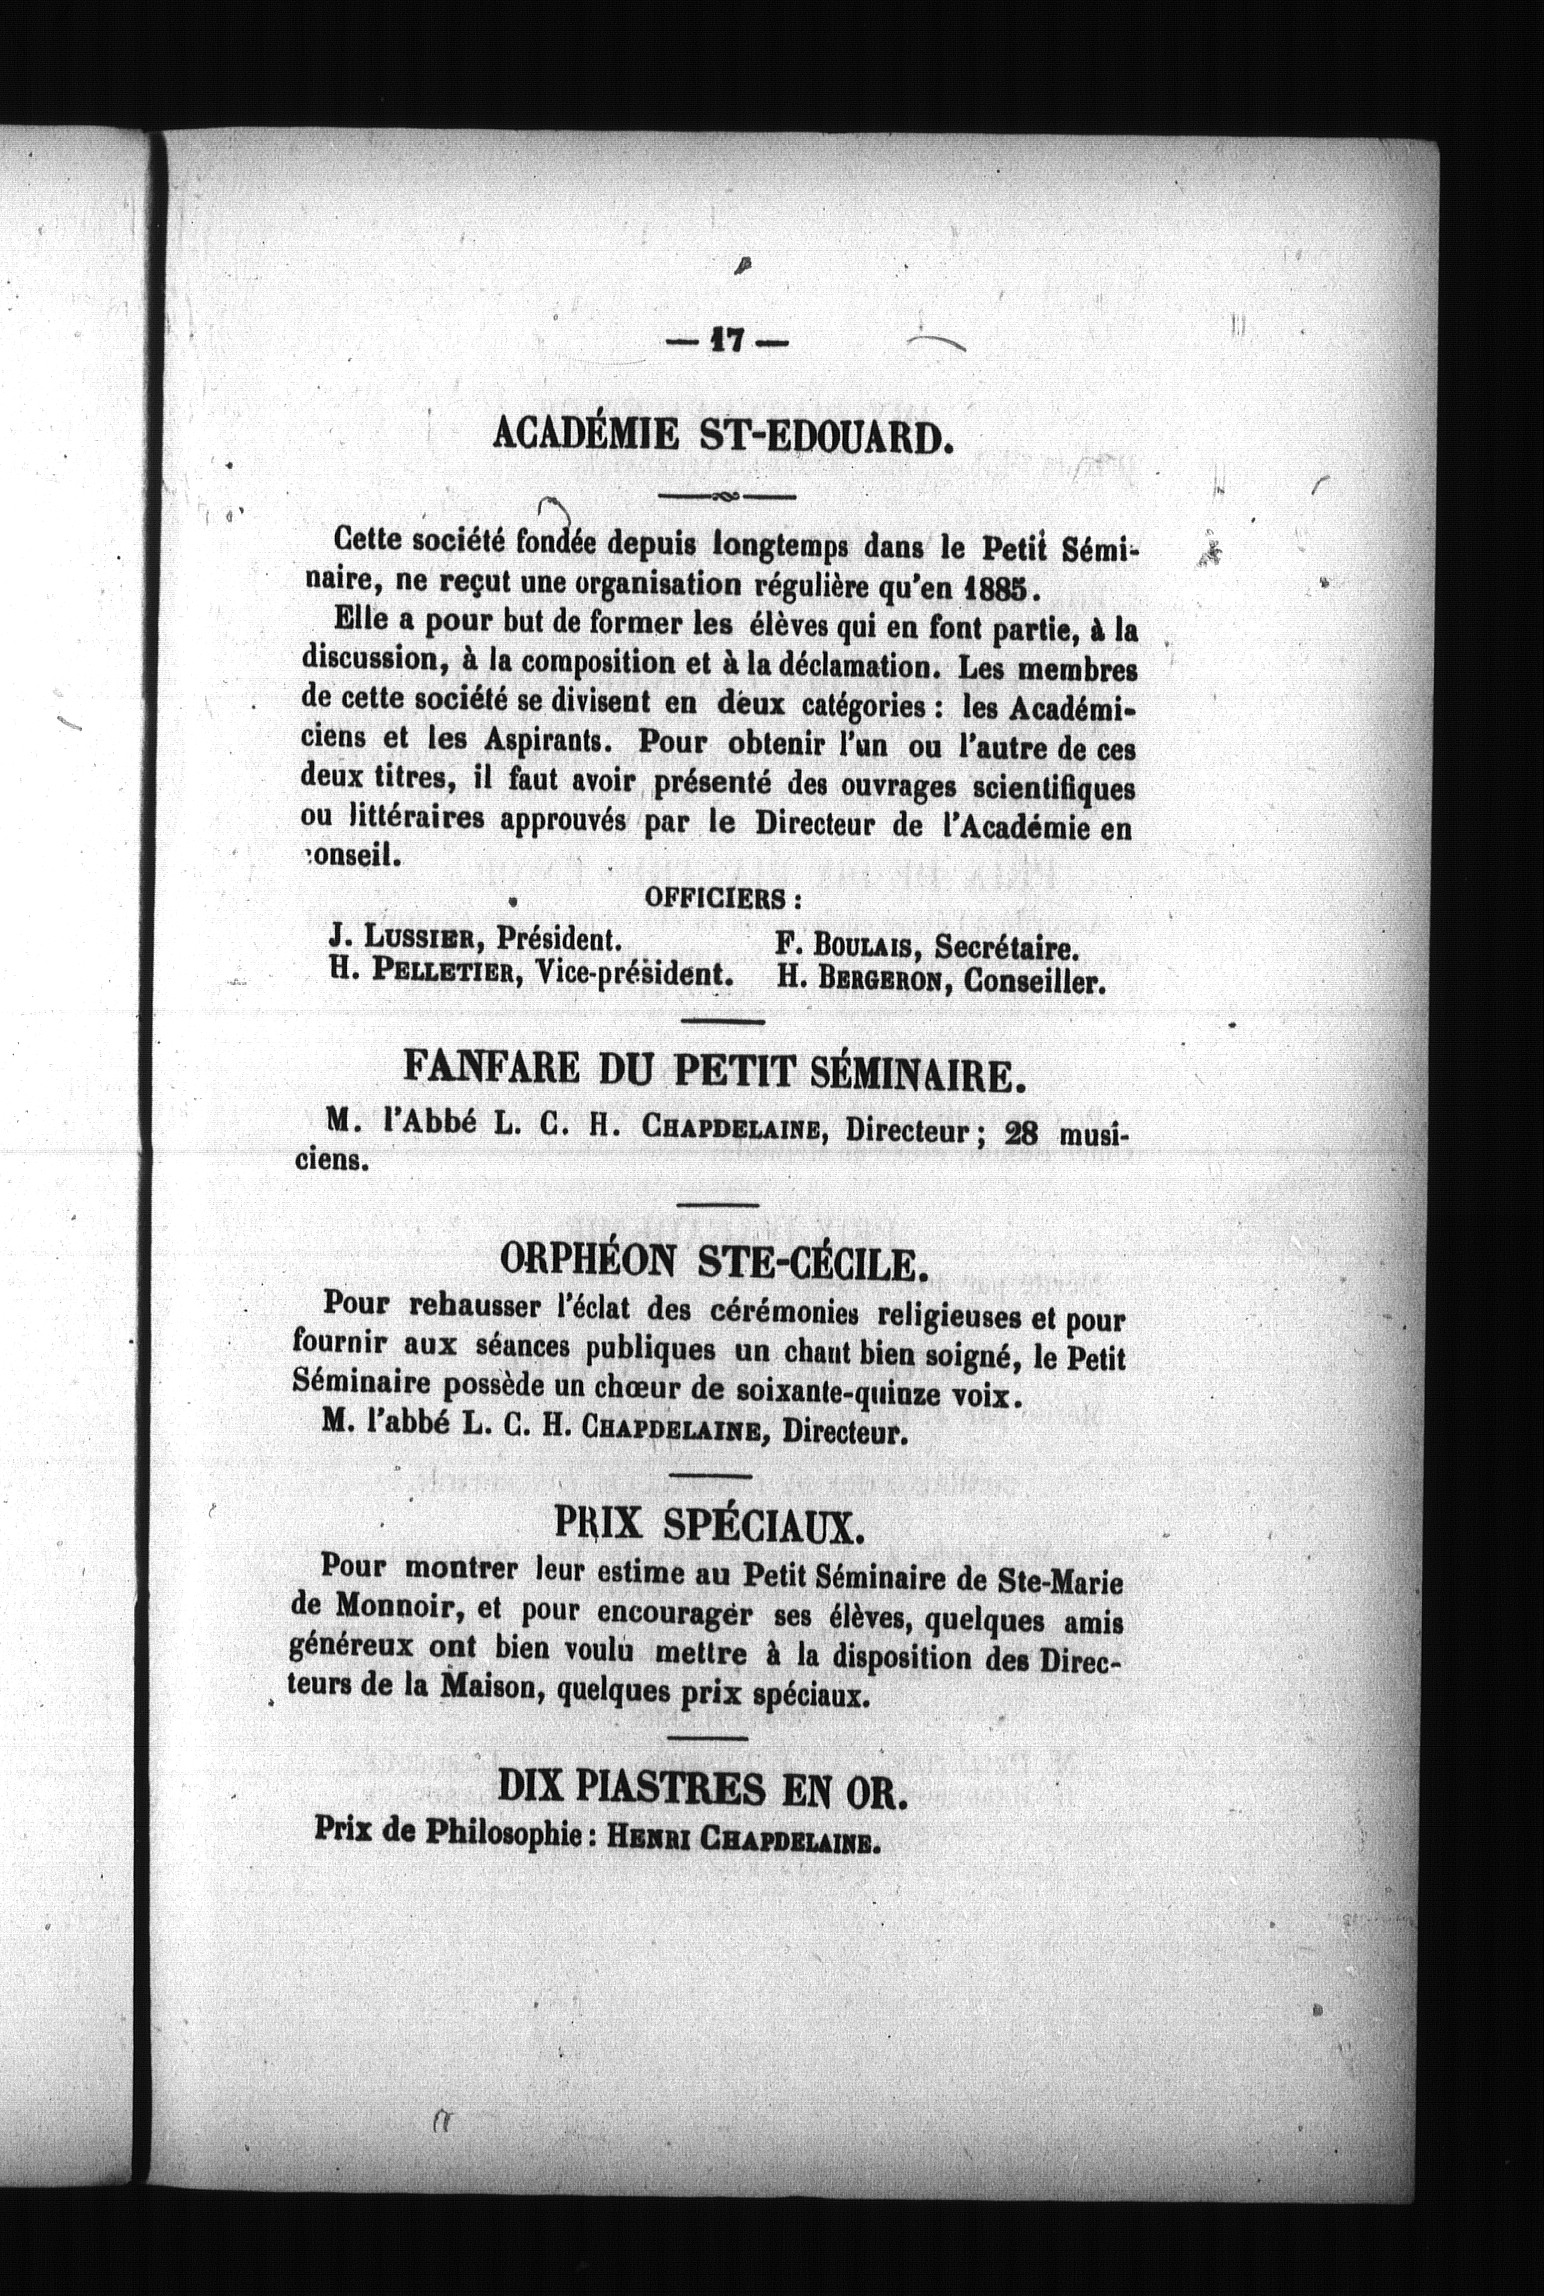 — 17 —
ACADÉMIE ST-EDOUARD.
Cette société fondée depuis longtemps dans le Petit Sémi-
naire, ne reçut une organisation régulière qu'en 1885.
Elle a pour but de former les élèves qui en font partie, à la
discussion, à la composition et à la déclamation. Les membres
de cette société se divisent en deux catégories : les Académi-
ciens et les Aspirants. Pour obtenir l'un ou l'autre de ces
deux titres, il faut avoir présenté des ouvrages scientifiques
ou littéraires approuvés par le Directeur de l'Académie en
conseil.
OFFICIERS :
J. LUSSIER, Président. F. BOULAIS, Secrétaire.
H. PELLETIER, Vice-président. H. BERGERON, Conseiller.
FANFARE DU PETIT SÉMINAIRE.
M. l'Abbé L. C. H. CHAPDELAINE, Directeur ; 28 musi-
ciens.
ORPHÉON STE-CÉCILE.
Pour rehausser l'éclat des cérémonies religieuses et pour
fournir aux séances publiques un chant bien soigné, le Petit
Séminaire possède un chœur de soixante-quinze voix.
M. l'abbé L. C. H. CHAPDELAINE, Directeur.
PRIX SPÉCIAUX.
Pour montrer leur estime au Petit Séminaire de Ste-Marie
de Monnoir, et pour encourager ses élèves, quelques amis
généreux ont bien voulu mettre à la disposition des Direc-
teurs de la Maison, quelques prix spéciaux.
DIX PIASTRES EN OR.
Prix de Philosophie : HENRI CHAPDELAINE.